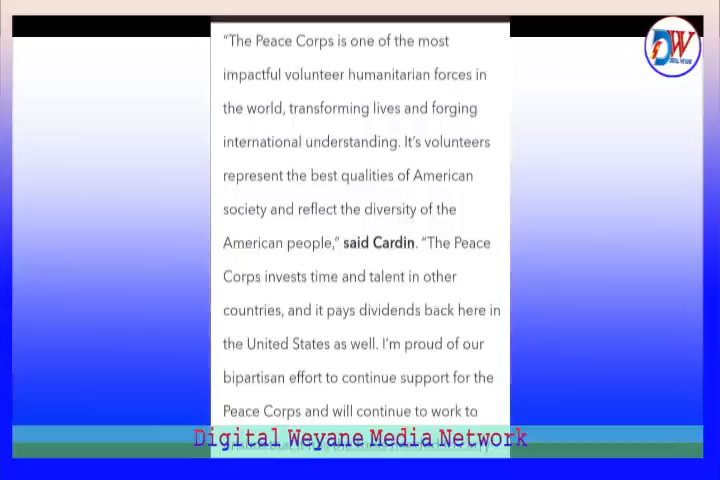 "The Peace Corps is one of the most
impactful volunteer humanitarian forces in
the world, transforming lives and forging
international understanding. It's volunteers
represent the best qualities of American
society and reflect the diversity of the
American people," said Cardin. "The Peace
Corps invests time and talent in other
countries, and it pays dividends back here in
the United States as well. I'm proud of our
bipartisan effort to continue support for the
Peace Corps and will continue to work to
Digital Weyane Media Network
DW
DIGITAL WEYANE